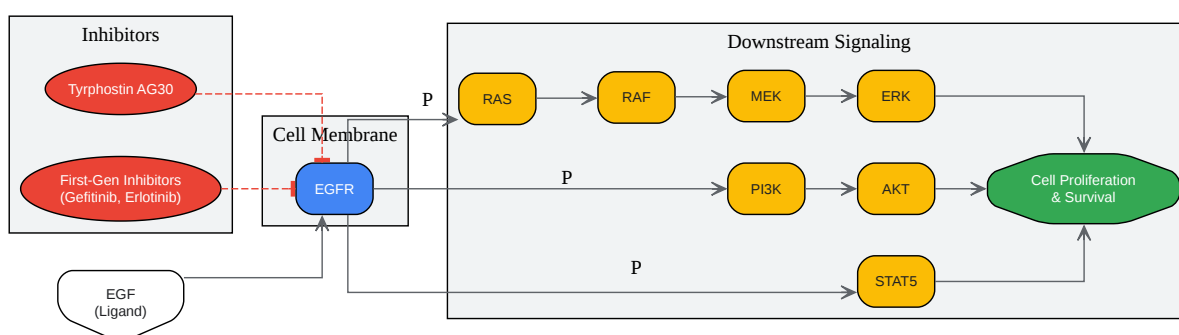 Inhibitors
Tyrphostin AG30
First-Gen Inhibitors
(Gefitinib, Erlotinib)
Cell Membrane
EGFR
EGF
(Ligand)
Downstream Signaling
P
RAS
RAF
MEK
ERK
P
PI3K
AKT
Cell Proliferation
& Survival
P
STAT5